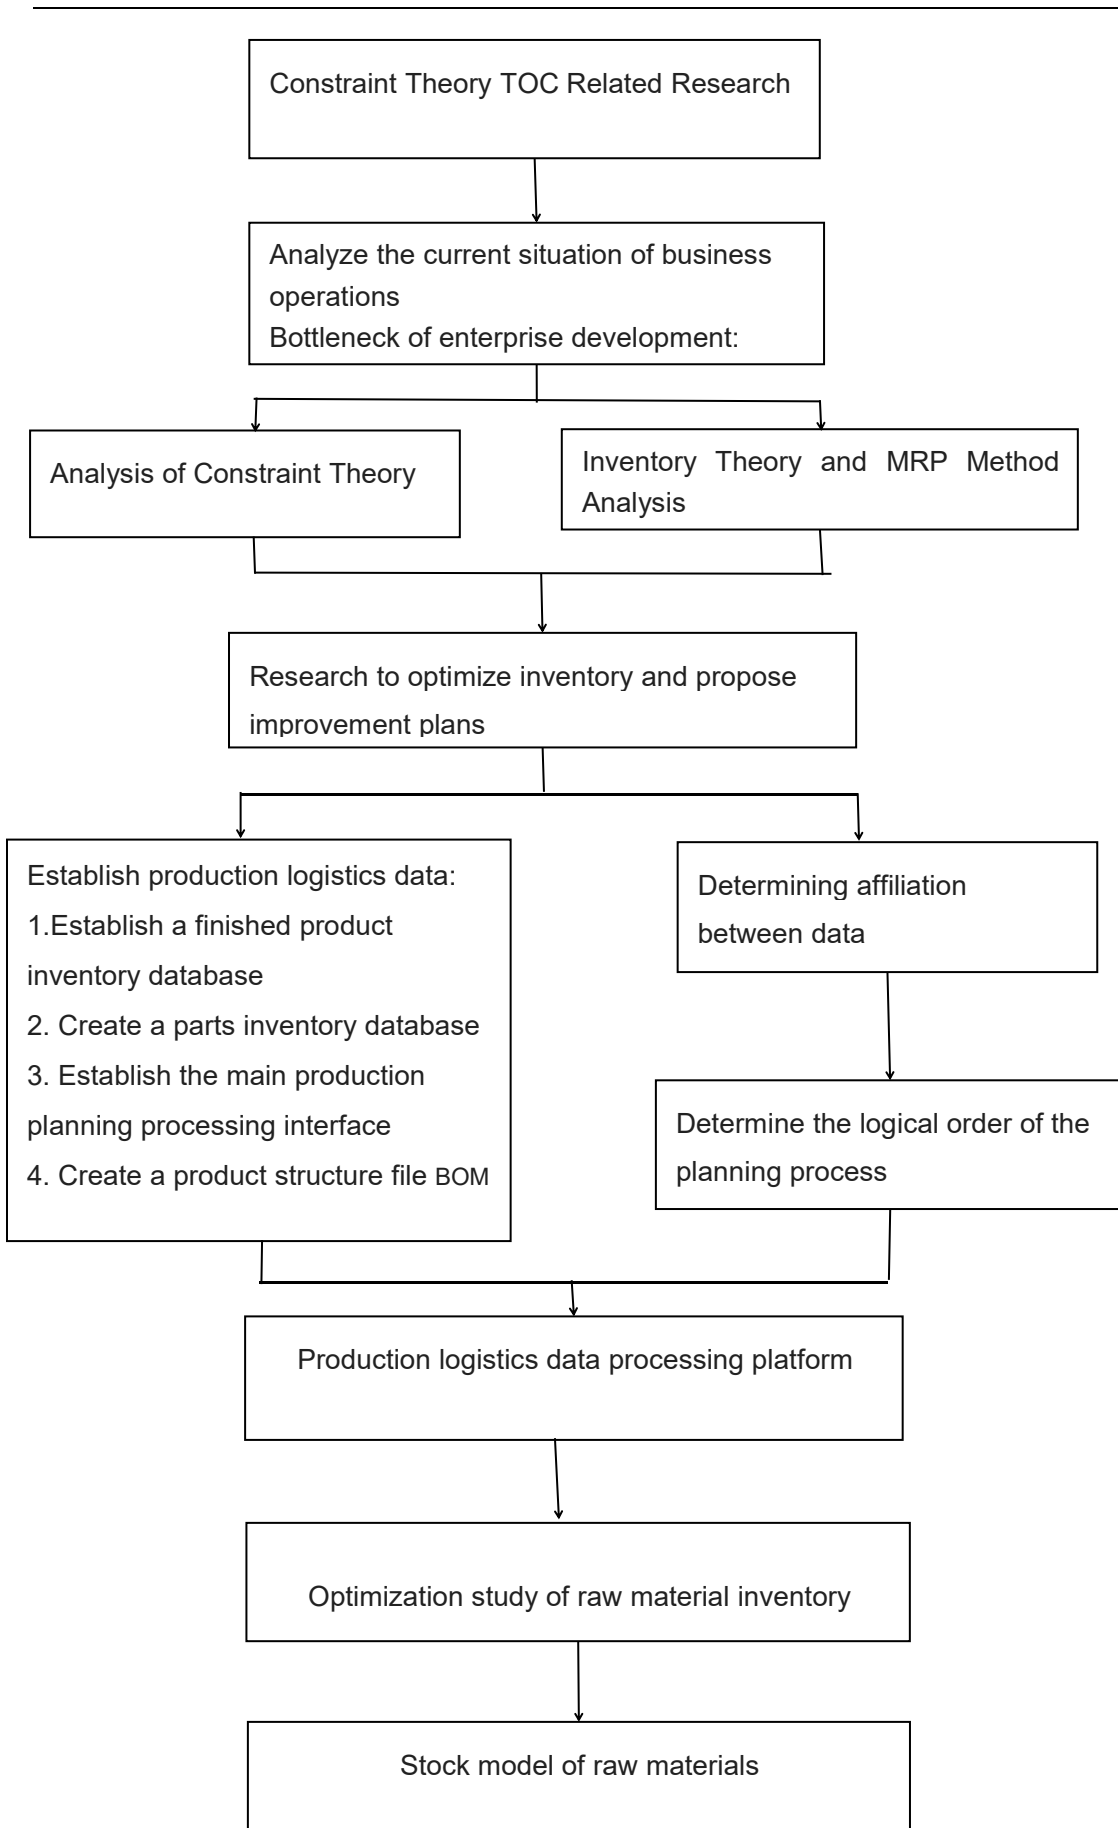 Constraint Theory TOC Related Research
Analyze the current situation of business
operations
Bottleneck of enterprise development:
Analysis of Constraint Theory
Inventory Theory and MRP Method
Analysis
Research to optimize inventory and propose
improvement plans
Establish production logistics data:
1.Establish a finished product
inventory database
2. Create a parts inventory database
3. Establish the main production
planning processing interface
4. Create a product structure file BOM
Determining affiliation
between data
Determine the logical order of the
planning process
Production logistics data processing platform
Optimization study of raw material inventory
Stock model of raw materials